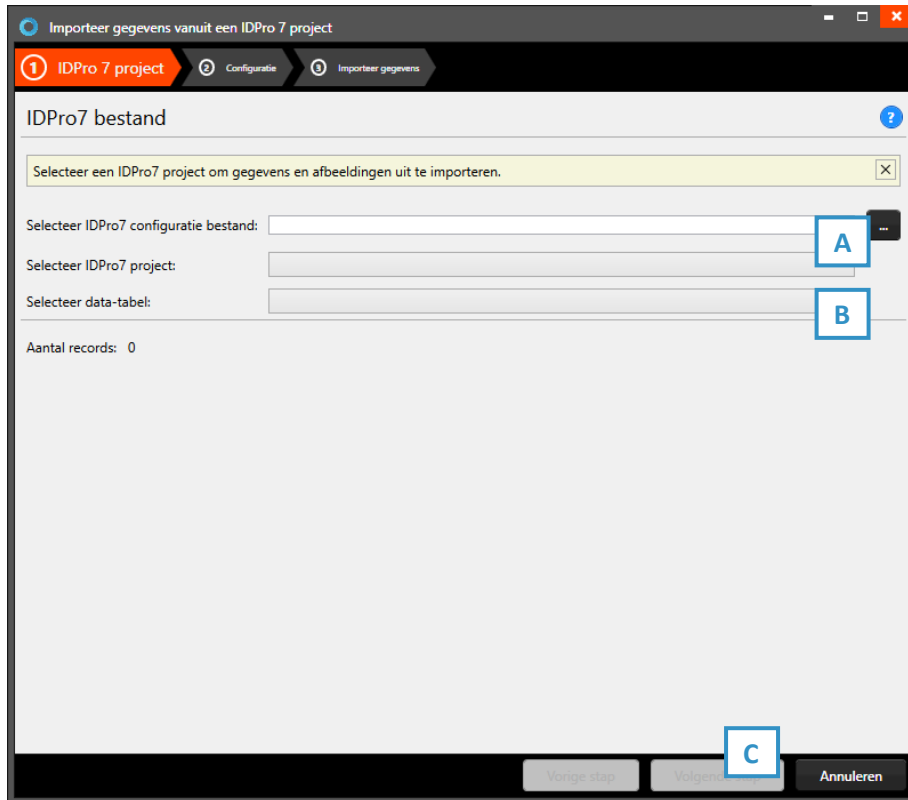 Importeer gegevens vanuit een IDPro 7 project
1 IDPro 7 project 2 Configuratie 3 Importeer gegevens
IDPro7 bestand ?
Selecteer een IDPro7 project om gegevens en afbeeldingen uit te importeren.
Selecteer IDPro7 configuratie bestand: A ...
Selecteer IDPro7 project:
Selecteer data-tabel: B
Aantal records: 0
C
Vorige stap Volgende stap Annuleren